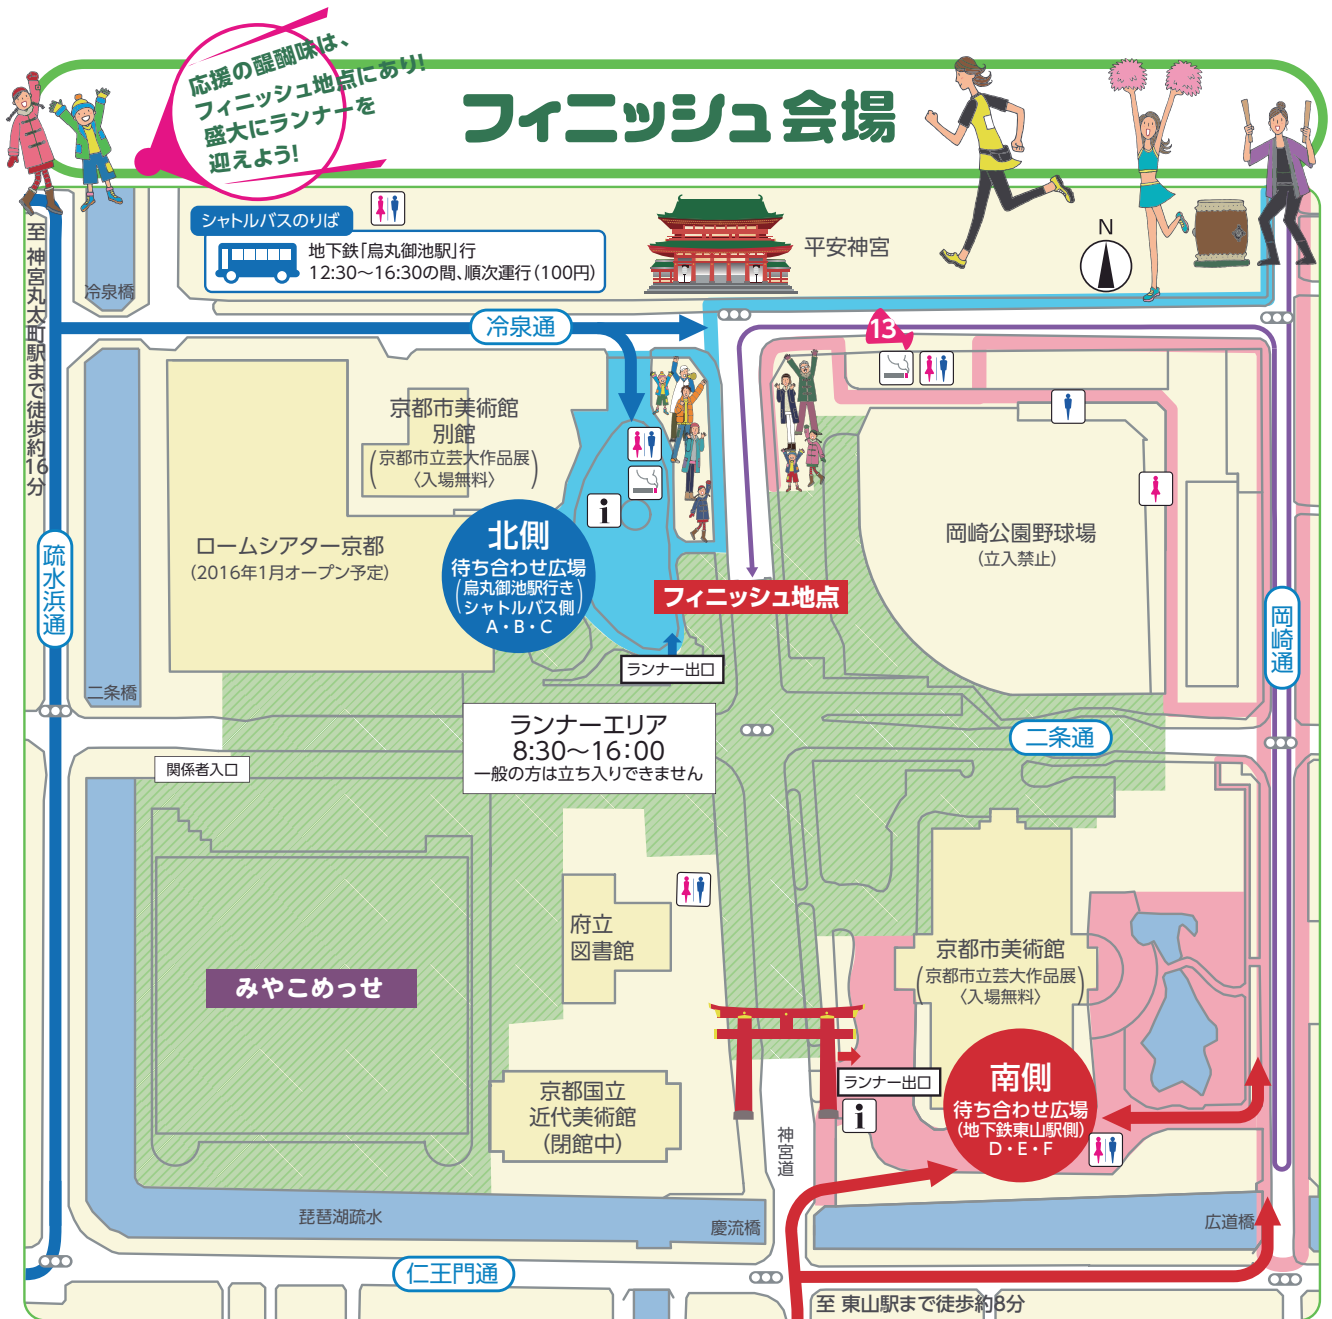 応援の醍醐味は、
フィニッシュ地点にあり!
盛大にランナーを
迎えよう!
フィニッシュ会場
シャトルバスのりば
地下鉄「烏丸御池駅」行
12:30～16:30の間、順次運行（100円）
平安神宮
N
至 神宮丸太町駅まで徒歩約16分
冷泉橋
冷泉通
13
京都市美術館
別館
（京都市立芸大作品展）
〈入場無料〉
ロームシアター京都
（2016年1月オープン予定）
i
北側
待ち合わせ広場
（烏丸御池駅行き
シャトルバス側）
A・B・C
フィニッシュ地点
岡崎公園野球場
（立入禁止）
疏水浜通
岡崎通
二条橋
ランナー出口
ランナーエリア
8:30～16:00
一般の方は立ち入りできません
二条通
関係者入口
府立
図書館
みやこめっせ
京都市美術館
（京都市立芸大作品展）
〈入場無料〉
京都国立
近代美術館
（閉館中）
ランナー出口
i
南側
待ち合わせ広場
（地下鉄東山駅側）
D・E・F
神宮道
琵琶湖疏水
慶流橋
広道橋
仁王門通
至 東山駅まで徒歩約8分